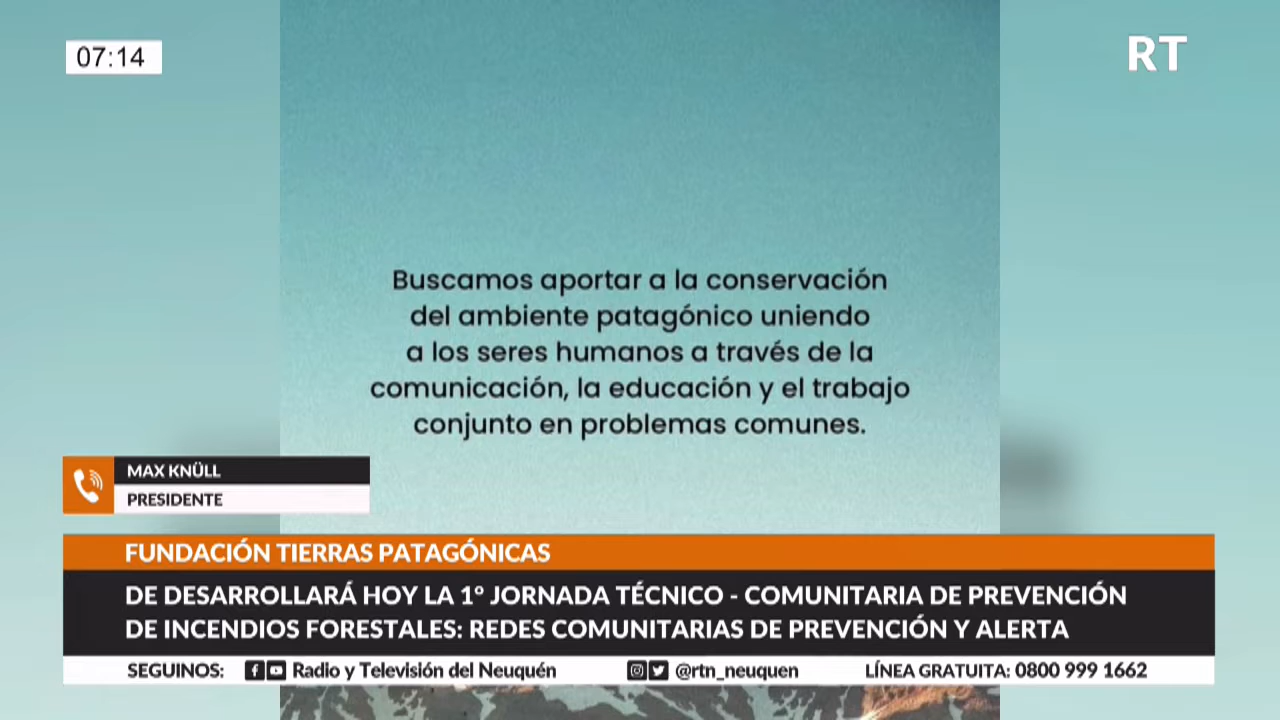 07:14
RT
Buscamos aportar a la conservación
del ambiente patagónico uniendo
a los seres humanos a través de la
comunicación, la educación y el trabajo
conjunto en problemas comunes.
MAX KNÜLL
PRESIDENTE
FUNDACIÓN TIERRAS PATAGÓNICAS
DE DESARROLLARÁ HOY LA 1° JORNADA TÉCNICO - COMUNITARIA DE PREVENCIÓN
DE INCENDIOS FORESTALES: REDES COMUNITARIAS DE PREVENCIÓN Y ALERTA
SEGUINOS: Radio y Televisión del Neuquén @rtn_neuquen LÍNEA GRATUITA: 0800 999 1662